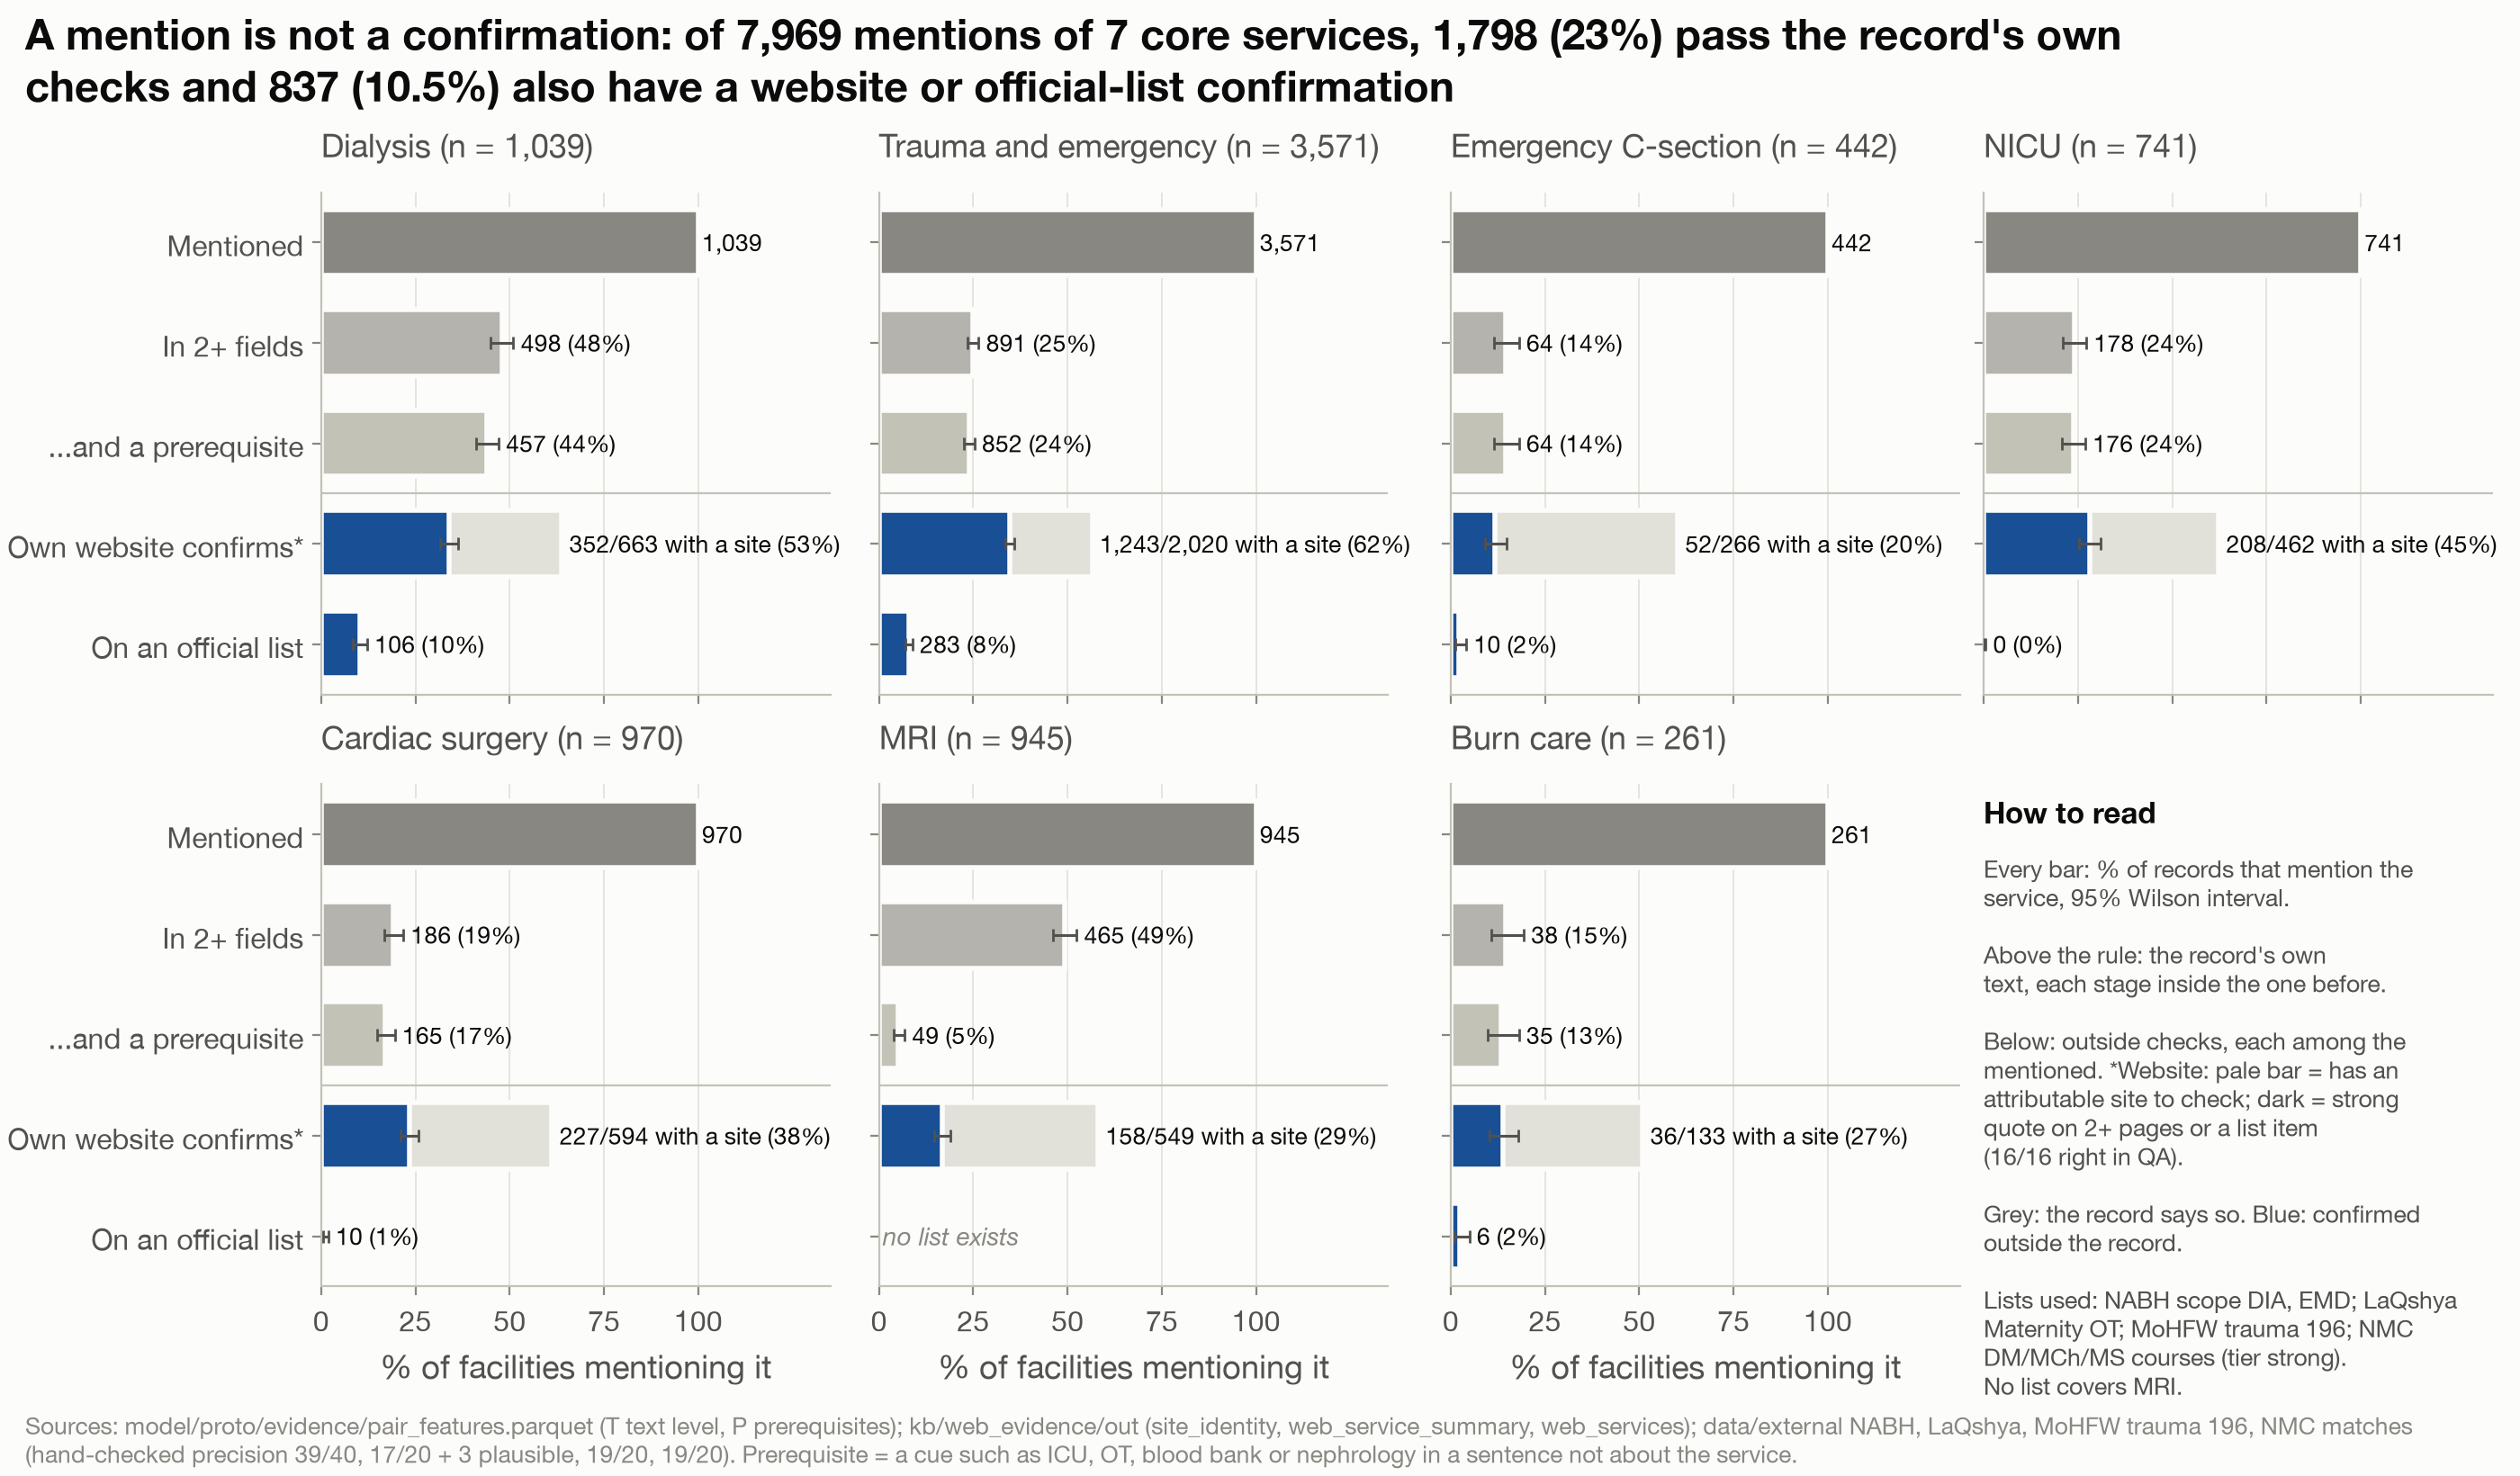 A mention is not a confirmation: of 7,969 mentions of 7 core services, 1,798 (23%) pass the record's own
checks and 837 (10.5%) also have a website or official-list confirmation
Dialysis (n = 1,039)
Mentioned
1,039
In 2+ fields
498 (48%)
...and a prerequisite
457 (44%)
Own website confirms*
352/663 with a site (53%)
On an official list
106 (10%)
Trauma and emergency (n = 3,571)
3,571
891 (25%)
852 (24%)
1,243/2,020 with a site (62%)
283 (8%)
Emergency C-section (n = 442)
442
64 (14%)
64 (14%)
52/266 with a site (20%)
10 (2%)
NICU (n = 741)
741
178 (24%)
176 (24%)
208/462 with a site (45%)
0 (0%)
Cardiac surgery (n = 970)
Mentioned
970
In 2+ fields
186 (19%)
...and a prerequisite
165 (17%)
Own website confirms*
227/594 with a site (38%)
On an official list
10 (1%)
0 25 50 75 100
% of facilities mentioning it
MRI (n = 945)
945
465 (49%)
49 (5%)
158/549 with a site (29%)
no list exists
0 25 50 75 100
% of facilities mentioning it
Burn care (n = 261)
261
38 (15%)
35 (13%)
36/133 with a site (27%)
6 (2%)
0 25 50 75 100
% of facilities mentioning it
How to read
Every bar: % of records that mention the
service, 95% Wilson interval.
Above the rule: the record's own
text, each stage inside the one before.
Below: outside checks, each among the
mentioned. *Website: pale bar = has an
attributable site to check; dark = strong
quote on 2+ pages or a list item
(16/16 right in QA).
Grey: the record says so. Blue: confirmed
outside the record.
Lists used: NABH scope DIA, EMD; LaQshya
Maternity OT; MoHFW trauma 196; NMC
DM/MCh/MS courses (tier strong).
No list covers MRI.
Sources: model/proto/evidence/pair_features.parquet (T text level, P prerequisites); kb/web_evidence/out (site_identity, web_service_summary, web_services); data/external NABH, LaQshya, MoHFW trauma 196, NMC matches
(hand-checked precision 39/40, 17/20 + 3 plausible, 19/20, 19/20). Prerequisite = a cue such as ICU, OT, blood bank or nephrology in a sentence not about the service.